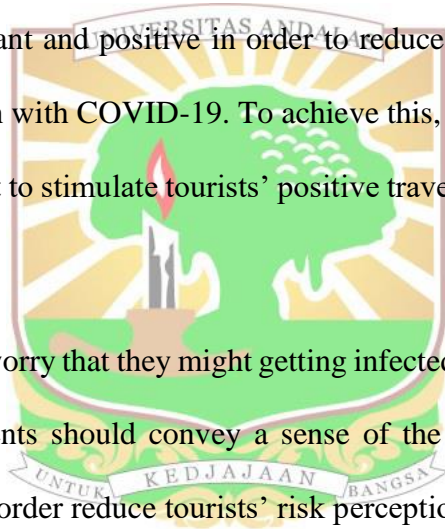 UNIVERSITAS ANDALAS
ant and positive in order to reduce
with COVID-19. To achieve this,
to stimulate tourists' positive trave
vorry that they might getting infected
nts should convey a sense of the
UNTUK KEDJAJAAN BANGSA
order reduce tourists' risk perceptio